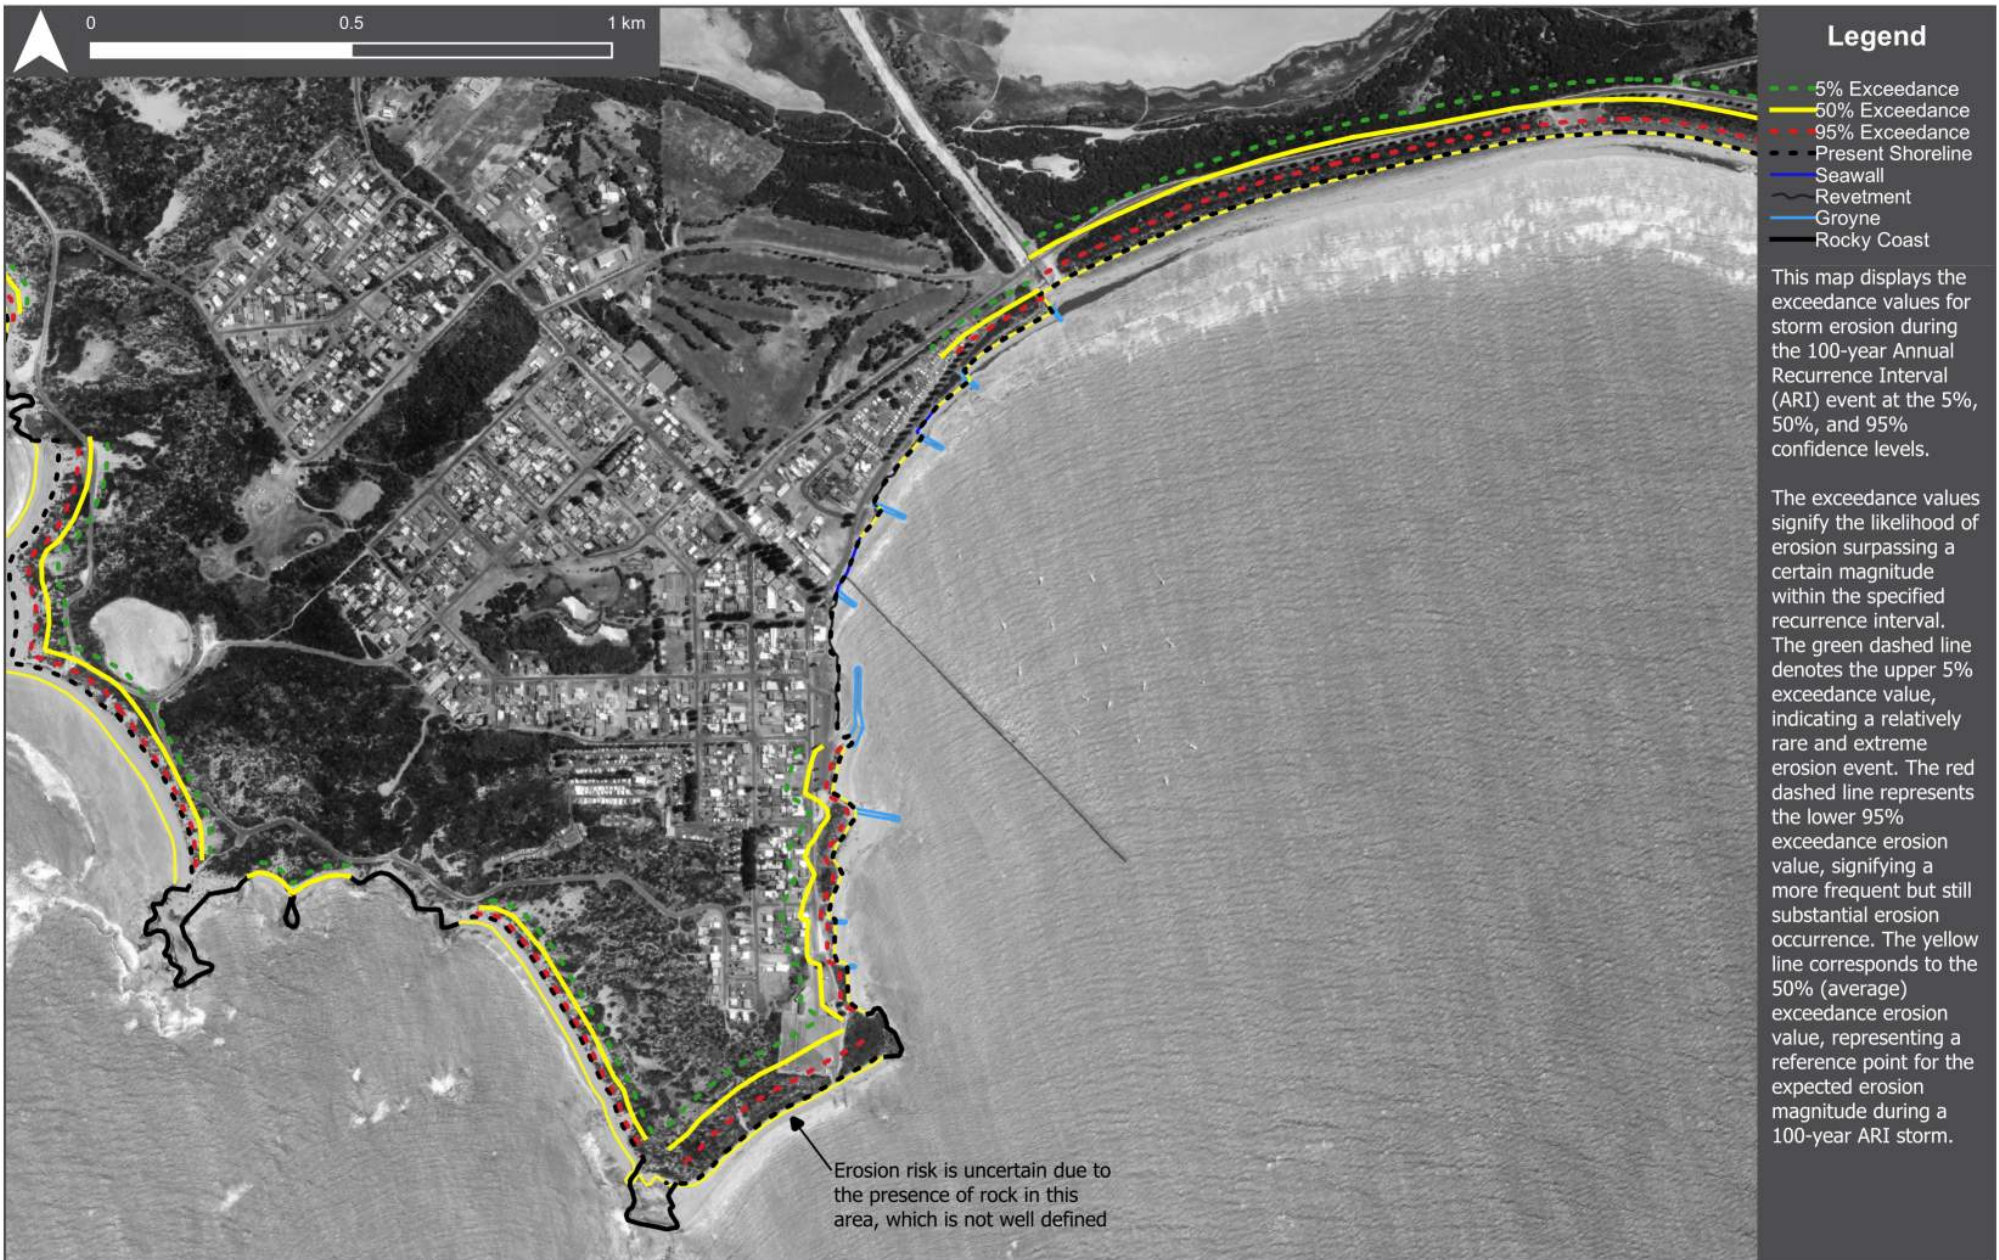 0 0.5 1 km
Legend
5% Exceedance
50% Exceedance
95% Exceedance
Present Shoreline
Seawall
Revetment
Groyne
Rocky Coast
This map displays the
exceedance values for
storm erosion during
the 100-year Annual
Recurrence Interval
(ARI) event at the 5%,
50%, and 95%
confidence levels.
The exceedance values
signify the likelihood of
erosion surpassing a
certain magnitude
within the specified
recurrence interval.
The green dashed line
denotes the upper 5%
exceedance value,
indicating a relatively
rare and extreme
erosion event. The red
dashed line represents
the lower 95%
exceedance erosion
value, signifying a
more frequent but still
substantial erosion
occurrence. The yellow
line corresponds to the
50% (average)
exceedance erosion
value, representing a
reference point for the
expected erosion
magnitude during a
100-year ARI storm.
Erosion risk is uncertain due to
the presence of rock in this
area, which is not well defined